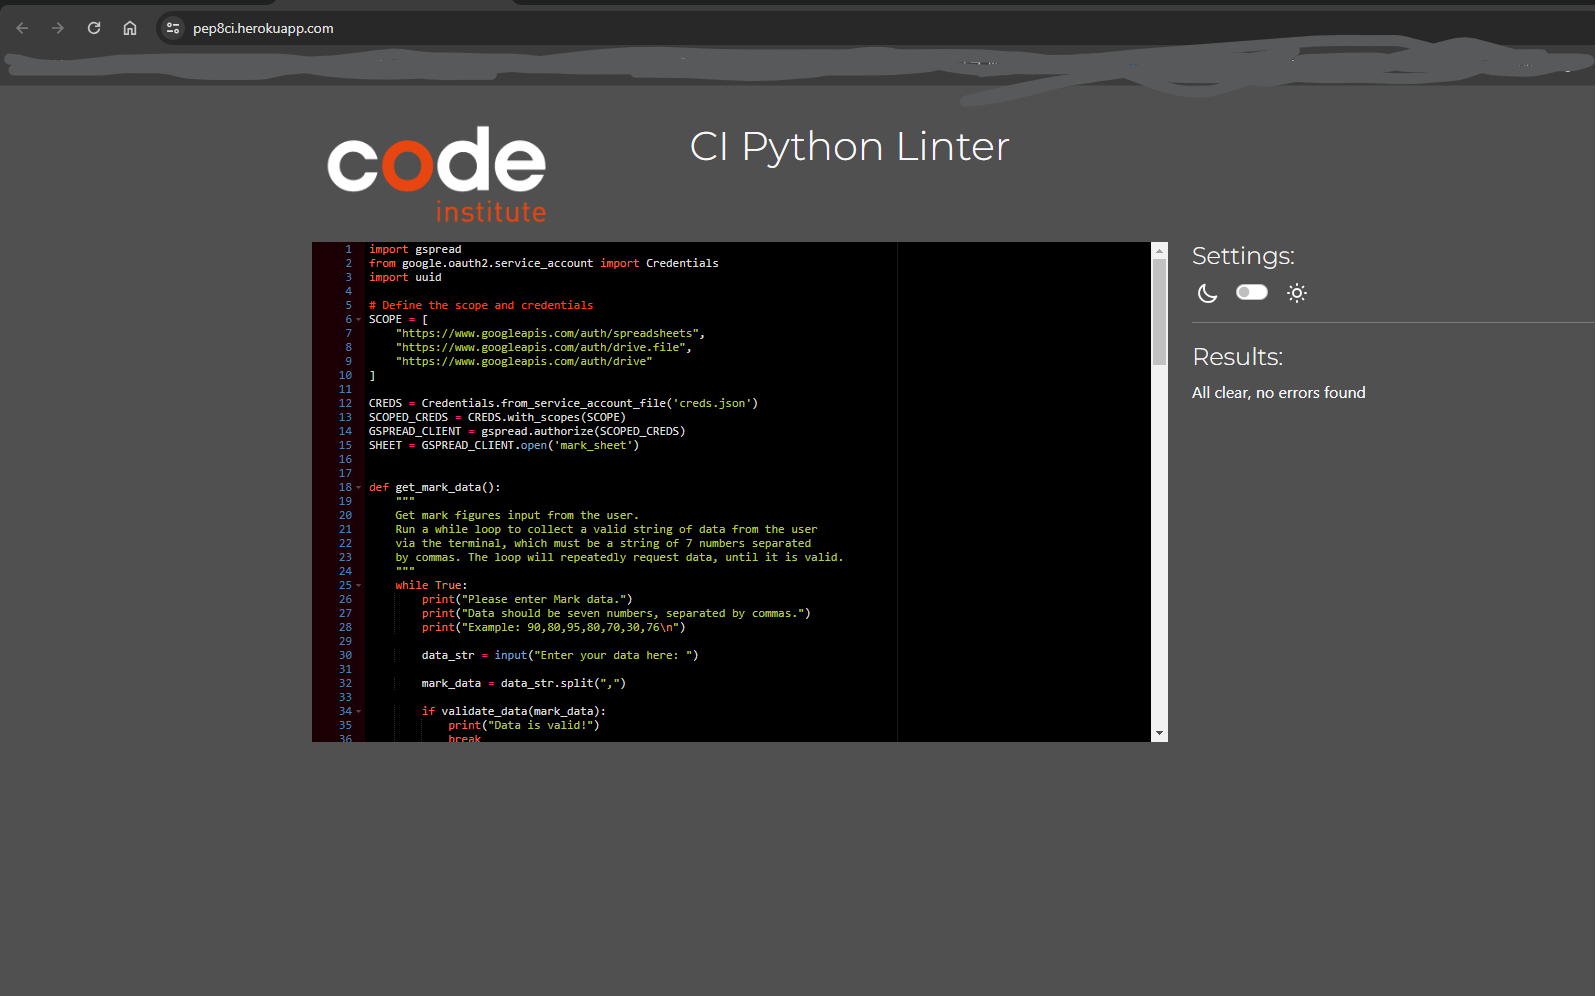 pep8ci.herokuapp.com
code
institute
CI Python Linter
1 import gspread
2 from google.oauth2.service_account import Credentials
3 import uuid
4
5 # Define the scope and credentials
6 SCOPE = [
7     "https://www.googleapis.com/auth/spreadsheets",
8     "https://www.googleapis.com/auth/drive.file",
9     "https://www.googleapis.com/auth/drive"
10 ]
11
12 CREDS = Credentials.from_service_account_file('creds.json')
13 SCOPED_CREDS = CREDS.with_scopes(SCOPE)
14 GSPREAD_CLIENT = gspread.authorize(SCOPED_CREDS)
15 SHEET = GSPREAD_CLIENT.open('mark_sheet')
16
17
18 def get_mark_data():
19     """
20     Get mark figures input from the user.
21     Run a while loop to collect a valid string of data from the user
22     via the terminal, which must be a string of 7 numbers separated
23     by commas. The loop will repeatedly request data, until it is valid.
24     """
25     while True:
26         print("Please enter Mark data.")
27         print("Data should be seven numbers, separated by commas.")
28         print("Example: 90,80,95,80,70,30,76\n")
29
30         data_str = input("Enter your data here: ")
31
32         mark_data = data_str.split(",")
33
34         if validate_data(mark_data):
35             print("Data is valid!")
36             break
Settings:
Results:
All clear, no errors found